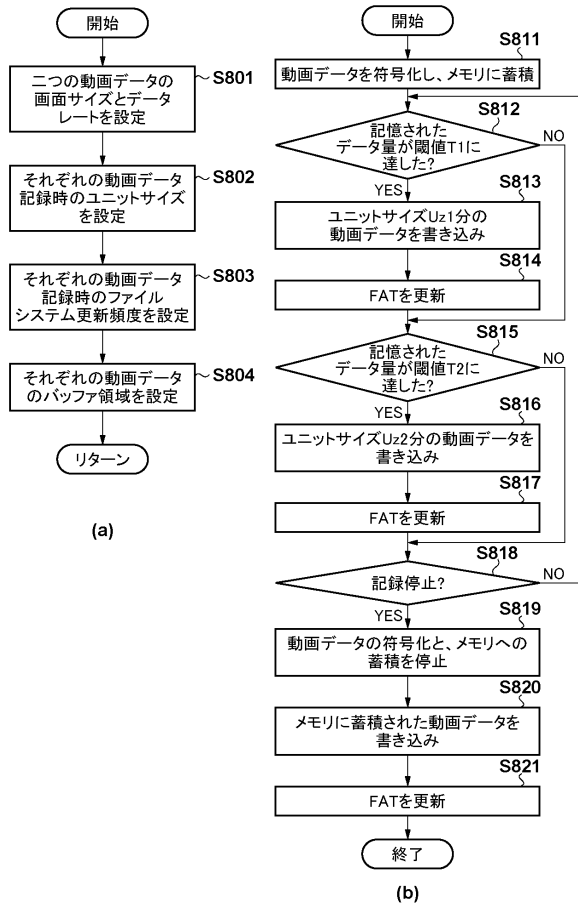 開始
二つの動画データの
画面サイズとデータ
レートを設定
S801
それぞれの動画データ
記録時のユニットサイズ
を設定
S802
それぞれの動画データ
記録時のファイル
システム更新頻度を設定
S803
それぞれの動画データ
のバッファ領域を設定
S804
リターン
(a)
開始
S811
動画データを符号化し、メモリに蓄積
S812
記憶された
データ量が閾値T1に
達した?
NO
YES
S813
ユニットサイズUz1分の
動画データを書き込み
S814
FATを更新
S815
記憶された
データ量が閾値T2に
達した?
NO
YES
S816
ユニットサイズUz2分の動画データを
書き込み
S817
FATを更新
S818
記録停止?
NO
YES
S819
動画データの符号化と、メモリへの
蓄積を停止
S820
メモリに蓄積された動画データを
書き込み
S821
FATを更新
終了
(b)